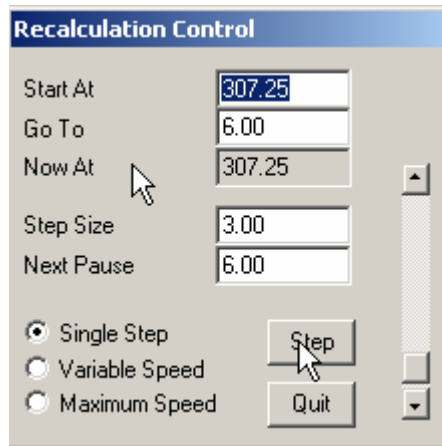 Recalculation Control
Start At 307.25
Go To 6.00
Now At 307.25
Step Size 3.00
Next Pause 6.00
Single Step Step
Variable Speed
Maximum Speed Quit